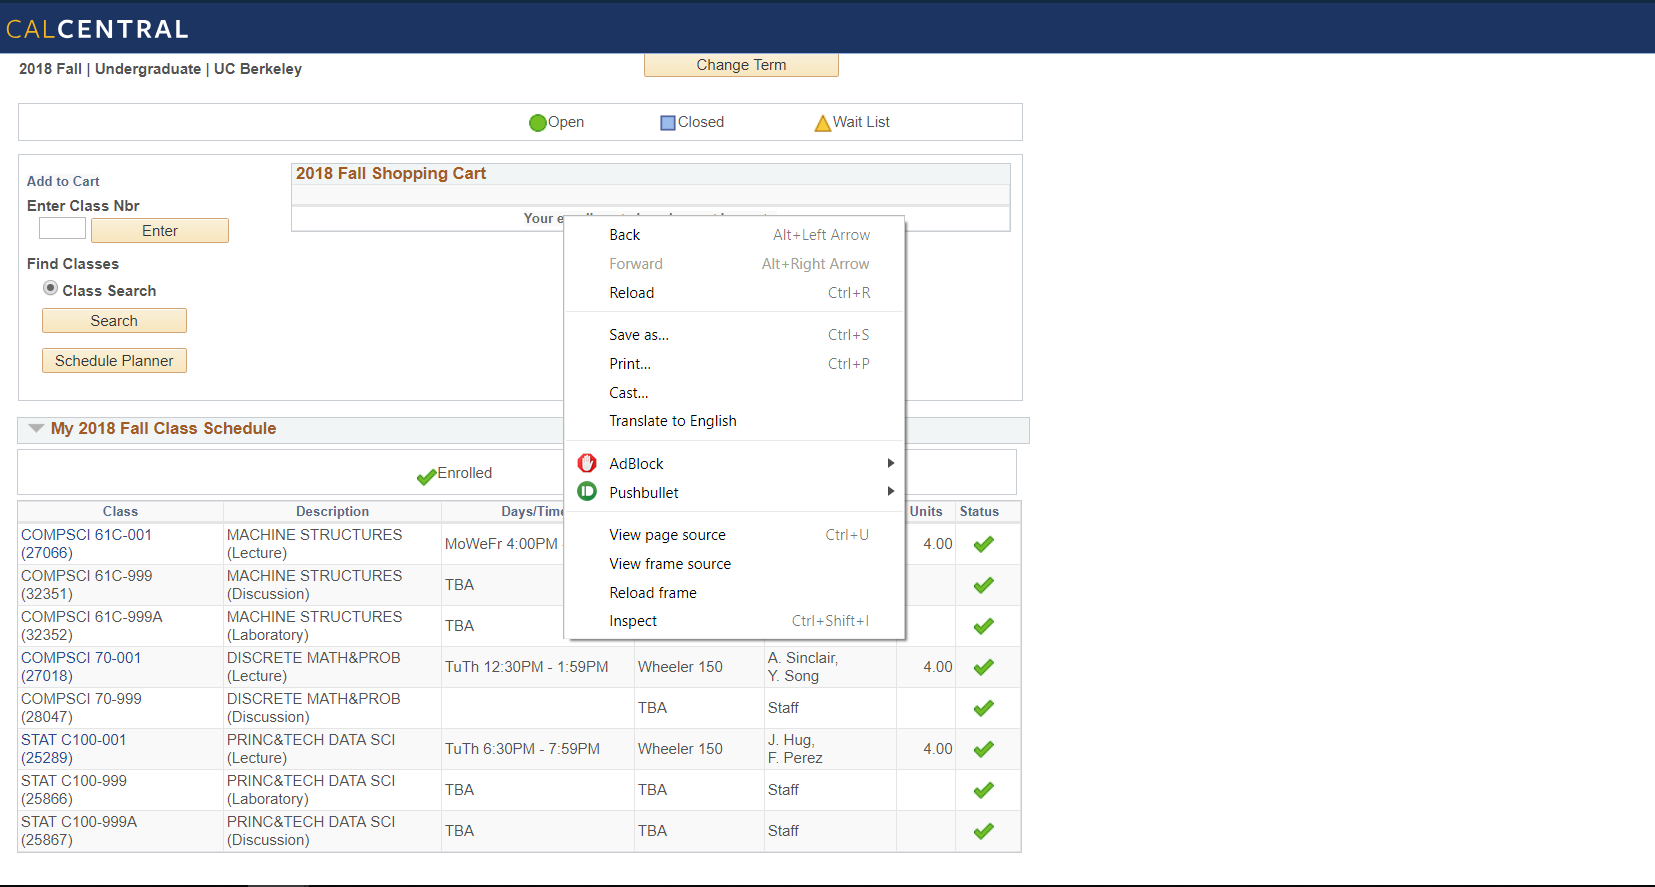 CALCENTRAL
2018 Fall | Undergraduate | UC Berkeley
Change Term
Open
Closed
Wait List
Add to Cart
Enter Class Nbr
Enter
Find Classes
Class Search
Search
Schedule Planner
2018 Fall Shopping Cart
Your
Back Alt+Left Arrow
Forward Alt+Right Arrow
Reload Ctrl+R
Save as... Ctrl+S
Print... Ctrl+P
Cast...
Translate to English
AdBlock
Pushbullet
View page source Ctrl+U
View frame source
Reload frame
Inspect Ctrl+Shift+I
My 2018 Fall Class Schedule
Enrolled
Class Description Days/Time Units Status
COMPSCI 61C-001 MACHINE STRUCTURES
(27066) (Lecture) MoWeFr 4:00PM 4.00
COMPSCI 61C-999 MACHINE STRUCTURES
(32351) (Discussion) TBA
COMPSCI 61C-999A MACHINE STRUCTURES
(32352) (Laboratory) TBA
COMPSCI 70-001 DISCRETE MATH&PROB TuTh 12:30PM - 1:59PM Wheeler 150 A. Sinclair, 4.00
(27018) (Lecture) Y. Song
COMPSCI 70-999 DISCRETE MATH&PROB TBA Staff
(28047) (Discussion)
STAT C100-001 PRINC&TECH DATA SCI TuTh 6:30PM - 7:59PM Wheeler 150 J. Hug, 4.00
(25289) (Lecture) F. Perez
STAT C100-999 PRINC&TECH DATA SCI TBA TBA Staff
(25866) (Laboratory)
STAT C100-999A PRINC&TECH DATA SCI TBA TBA Staff
(25867) (Discussion)